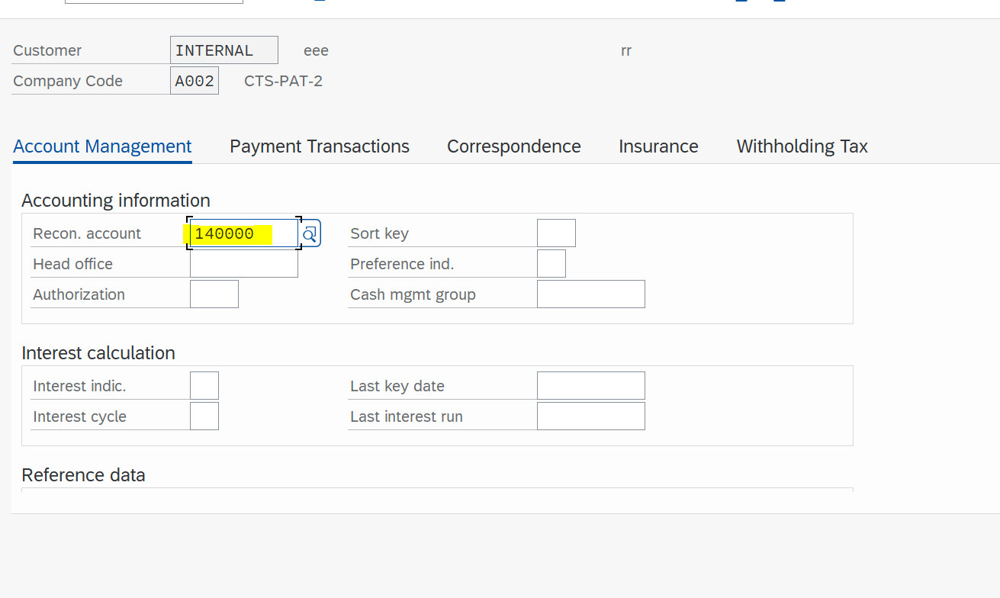 Customer INTERNAL eee rr
Company Code A002 CTS-PAT-2
Account Management Payment Transactions Correspondence Insurance Withholding Tax
Accounting information
Recon. account 140000 Sort key
Head office Preference ind.
Authorization Cash mgmt group
Interest calculation
Interest indic. Last key date
Interest cycle Last interest run
Reference data